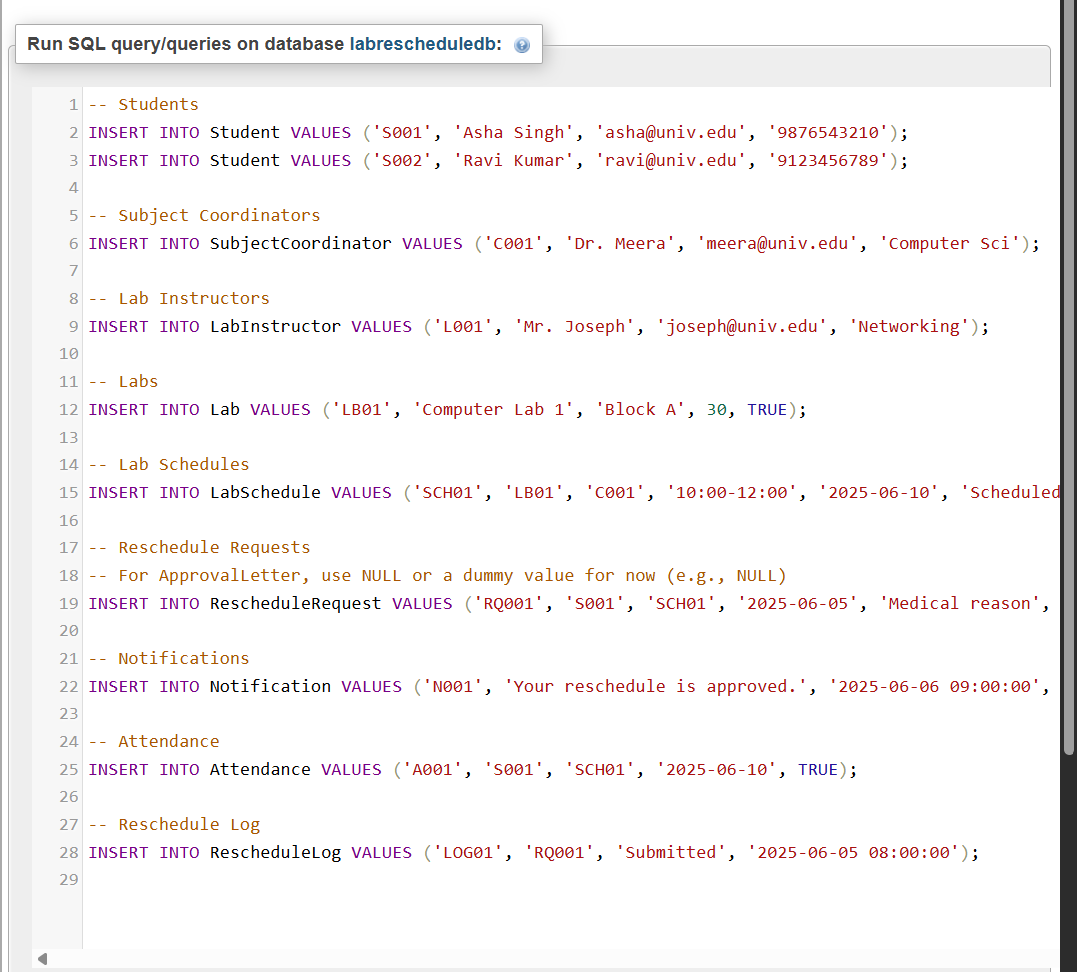 Run SQL query/queries on database labrescheduledb:
1 -- Students
2 INSERT INTO Student VALUES ('S001', 'Asha Singh', 'asha@univ.edu', '9876543210');
3 INSERT INTO Student VALUES ('S002', 'Ravi Kumar', 'ravi@univ.edu', '9123456789');
4
5 -- Subject Coordinators
6 INSERT INTO SubjectCoordinator VALUES ('C001', 'Dr. Meera', 'meera@univ.edu', 'Computer Sci');
7
8 -- Lab Instructors
9 INSERT INTO LabInstructor VALUES ('L001', 'Mr. Joseph', 'joseph@univ.edu', 'Networking');
10
11 -- Labs
12 INSERT INTO Lab VALUES ('LB01', 'Computer Lab 1', 'Block A', 30, TRUE);
13
14 -- Lab Schedules
15 INSERT INTO LabSchedule VALUES ('SCH01', 'LB01', 'C001', '10:00-12:00', '2025-06-10', 'Scheduled
16
17 -- Reschedule Requests
18 -- For ApprovalLetter, use NULL or a dummy value for now (e.g., NULL)
19 INSERT INTO RescheduleRequest VALUES ('RQ001', 'S001', 'SCH01', '2025-06-05', 'Medical reason',
20
21 -- Notifications
22 INSERT INTO Notification VALUES ('N001', 'Your reschedule is approved.', '2025-06-06 09:00:00',
23
24 -- Attendance
25 INSERT INTO Attendance VALUES ('A001', 'S001', 'SCH01', '2025-06-10', TRUE);
26
27 -- Reschedule Log
28 INSERT INTO RescheduleLog VALUES ('LOG01', 'RQ001', 'Submitted', '2025-06-05 08:00:00');
29